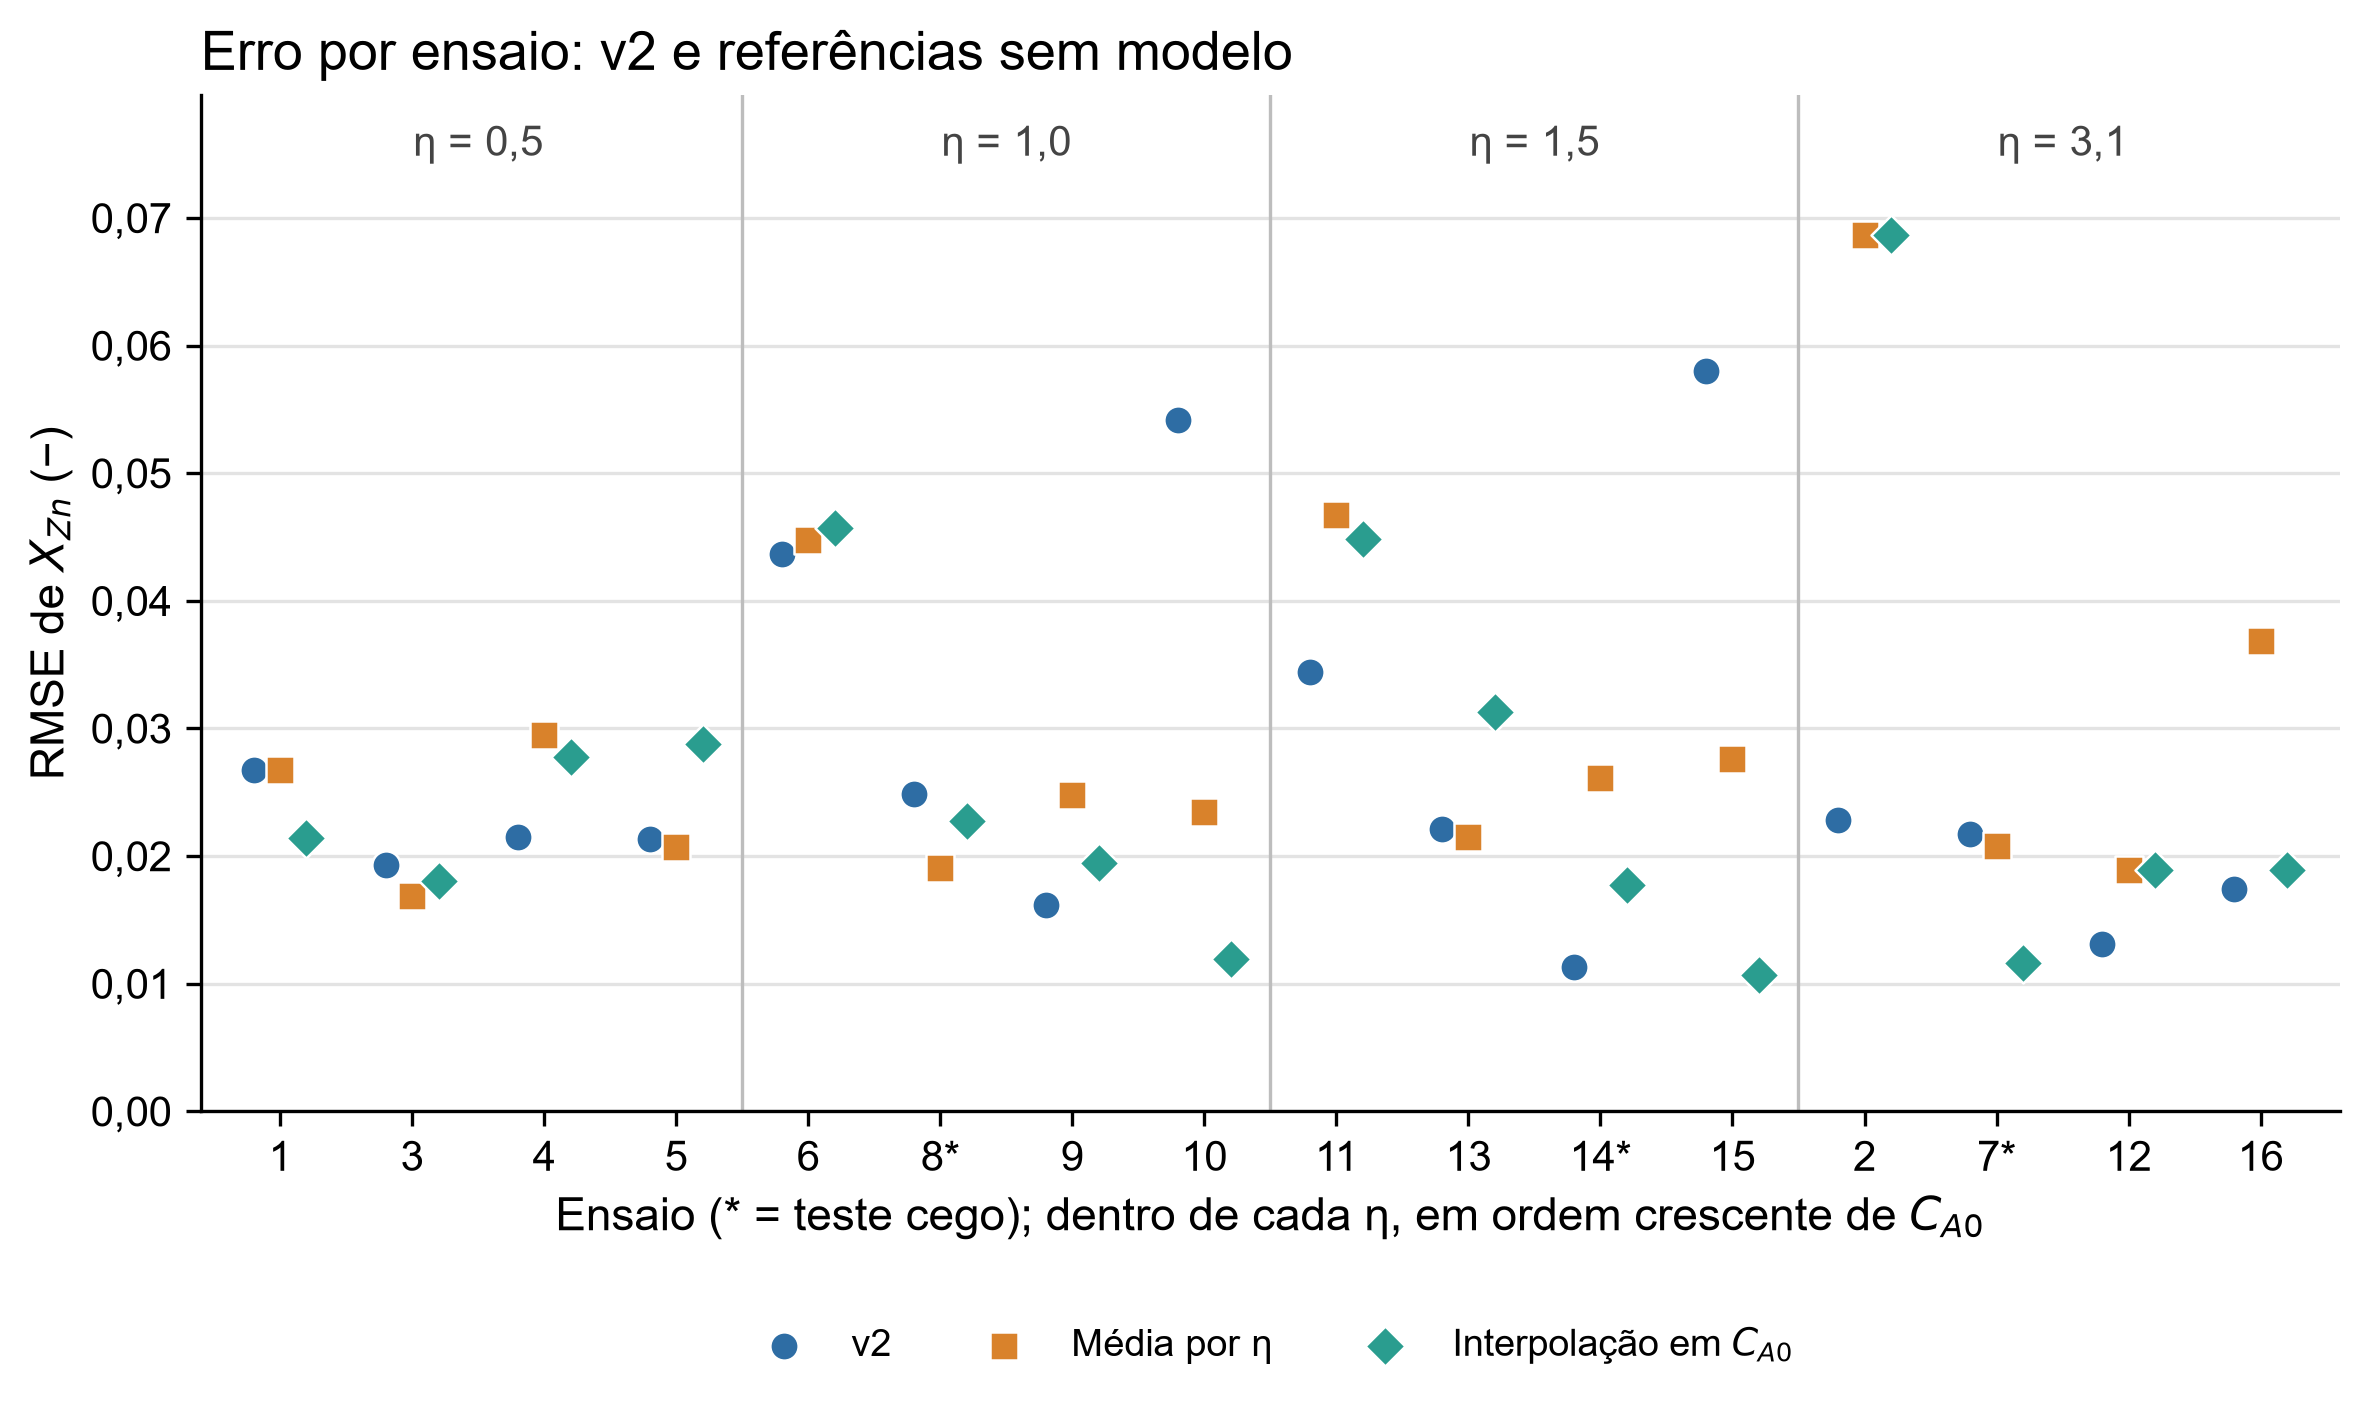 Erro por ensaio: v2 e referências sem modelo
η = 0,5 η = 1,0 η = 1,5 η = 3,1
0,07
0,06
0,05
0,04
0,03
0,02
0,01
0,00
RMSE de X_Zn (−)
1 3 4 5 6 8* 9 10 11 13 14* 15 2 7* 12 16
Ensaio (* = teste cego); dentro de cada η, em ordem crescente de C_A0
v2 Média por η Interpolação em C_A0